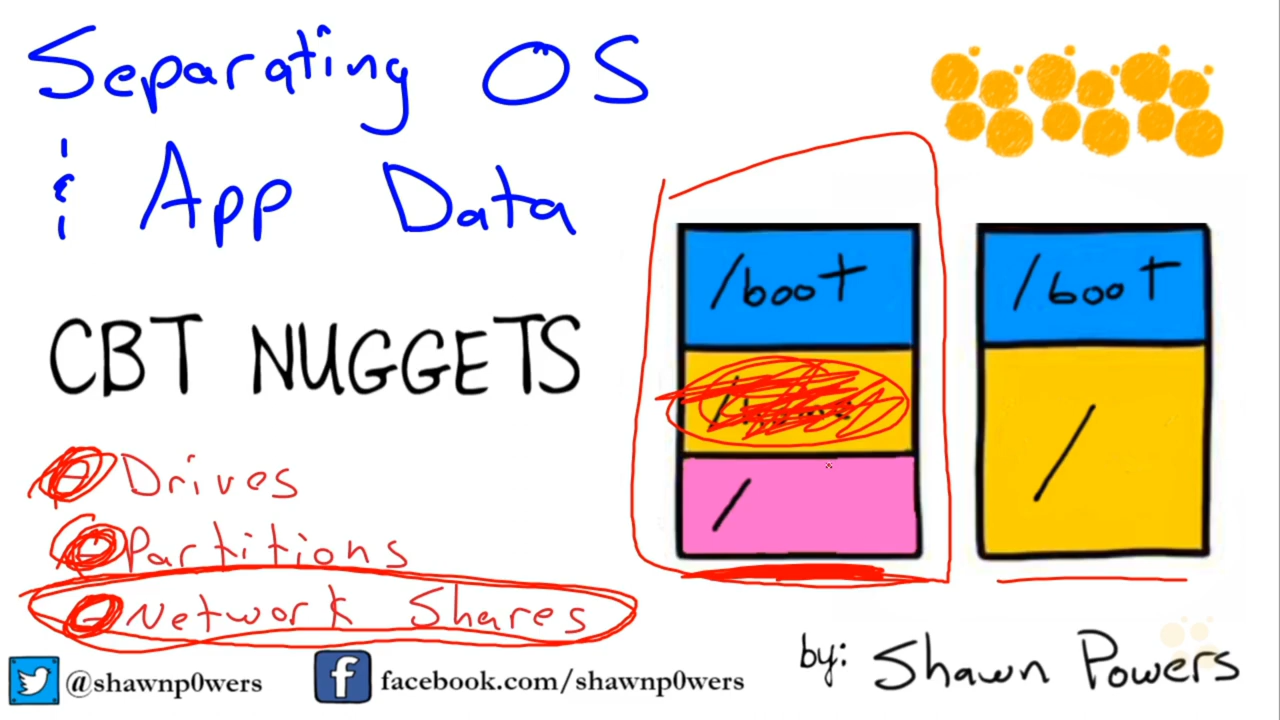 Separating OS
& App Data
CBT NUGGETS
- Drives
- Partitions
- Network Shares
/boot
/
/boot
/
by: Shawn Powers
@shawnp0wers
facebook.com/shawnp0wers